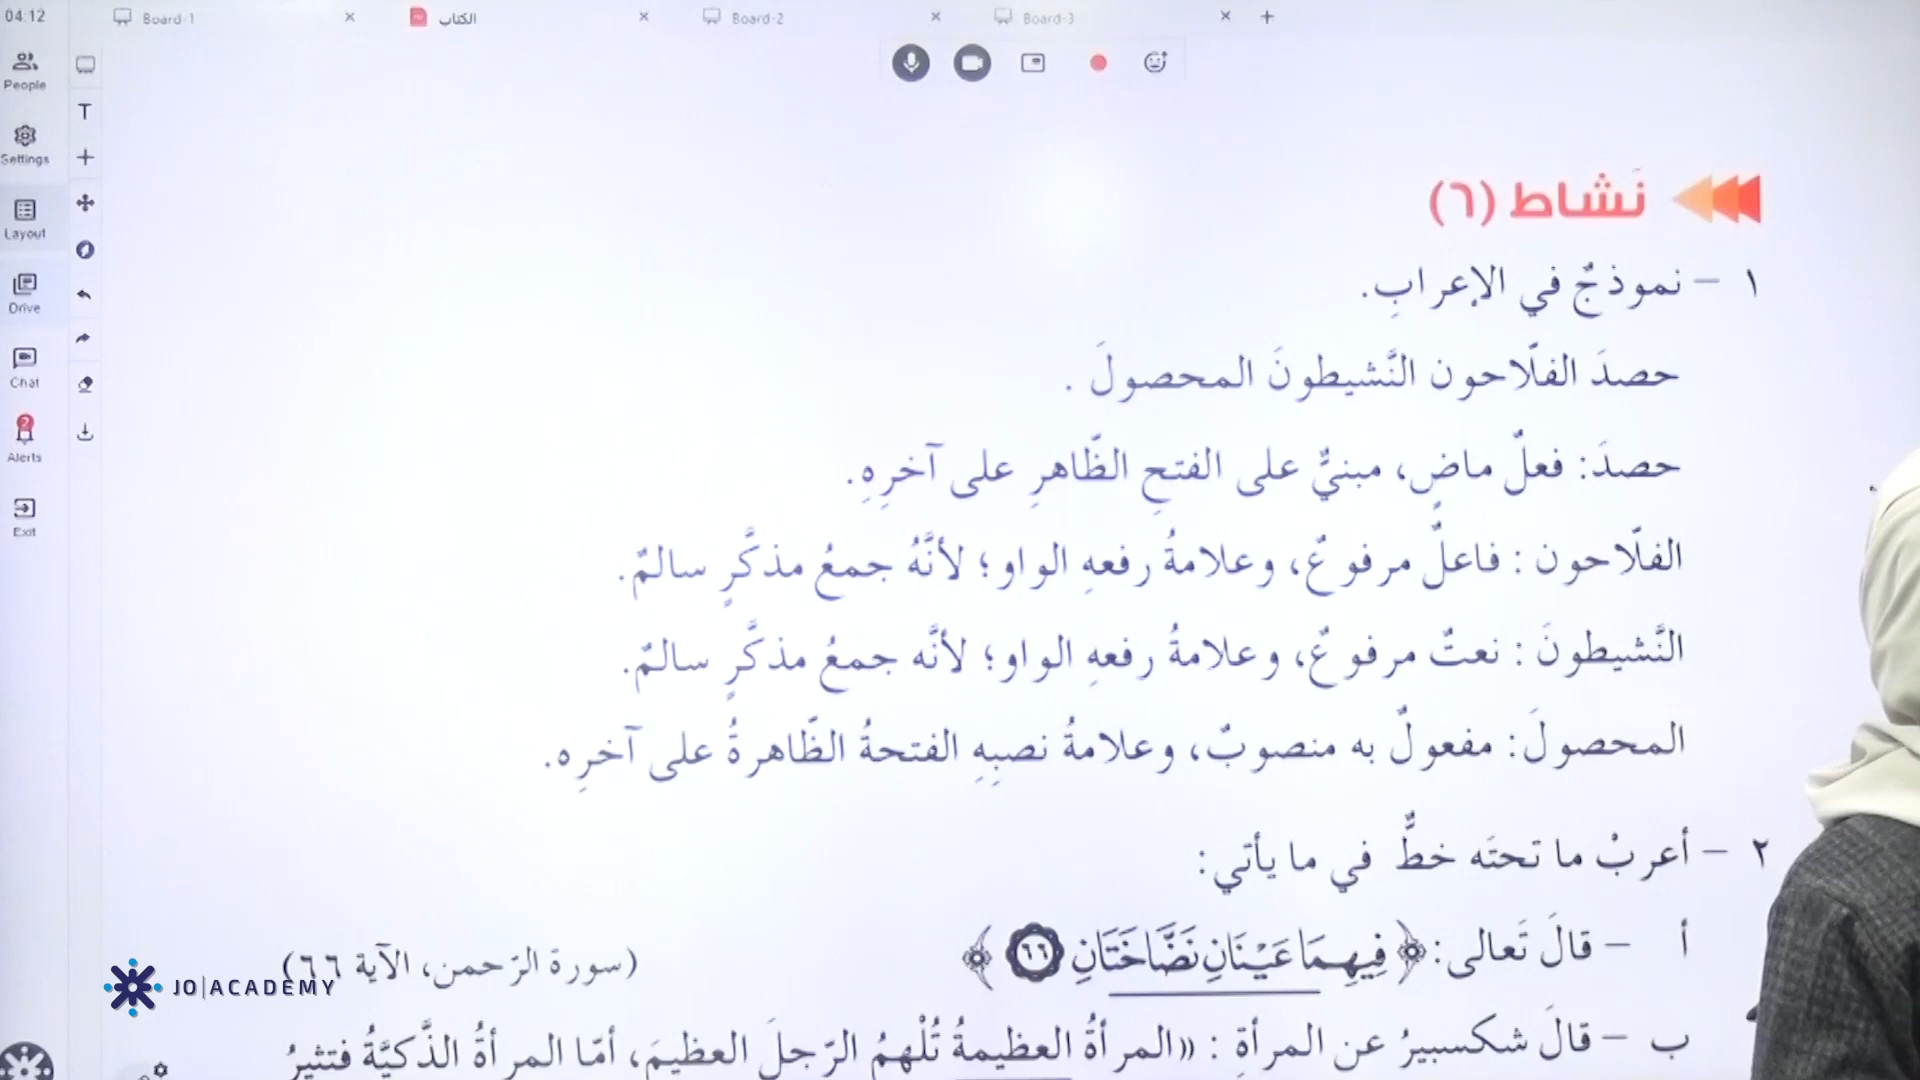 04:12
Board-1
الكتاب
Board-2
Board-3
People
Settings
Layout
Drive
Chat
Alerts
Exit
نَشاط (٦)
١ – نموذجٌ في الإعرابِ.
حصدَ الفلّاحون النَّشيطونَ المحصولَ .
حصدَ: فعلٌ ماضٍ، مبنيٌّ على الفتحِ الظّاهرِ على آخرِهِ.
الفلّاحون : فاعلٌ مرفوعٌ، وعلامةُ رفعهِ الواو؛ لأنَّهُ جمعُ مذكَّرٍ سالمٌ.
النَّشيطونَ : نعتٌ مرفوعٌ، وعلامةُ رفعهِ الواو؛ لأنَّه جمعُ مذكَّرٍ سالمٌ.
المحصولَ: مفعولٌ به منصوبٌ، وعلامةُ نصبِهِ الفتحةُ الظّاهرةُ على آخرِه.
٢ – أعربْ ما تحتَه خطٌّ في ما يأتي:
أ – قالَ تَعالى: ﴿فِيهِمَا عَيْنَانِ نَضَّاخَتَانِ ٦٦﴾ (سورة الرّحمن، الآية ٦٦)
JO|ACADEMY
ب – قالَ شكسبيرُ عن المرأةِ : «المرأةُ العظيمةُ تُلْهمُ الرّجلَ العظيمَ، أمّا المرأةُ الذَّكيَّةُ فتثيرُ